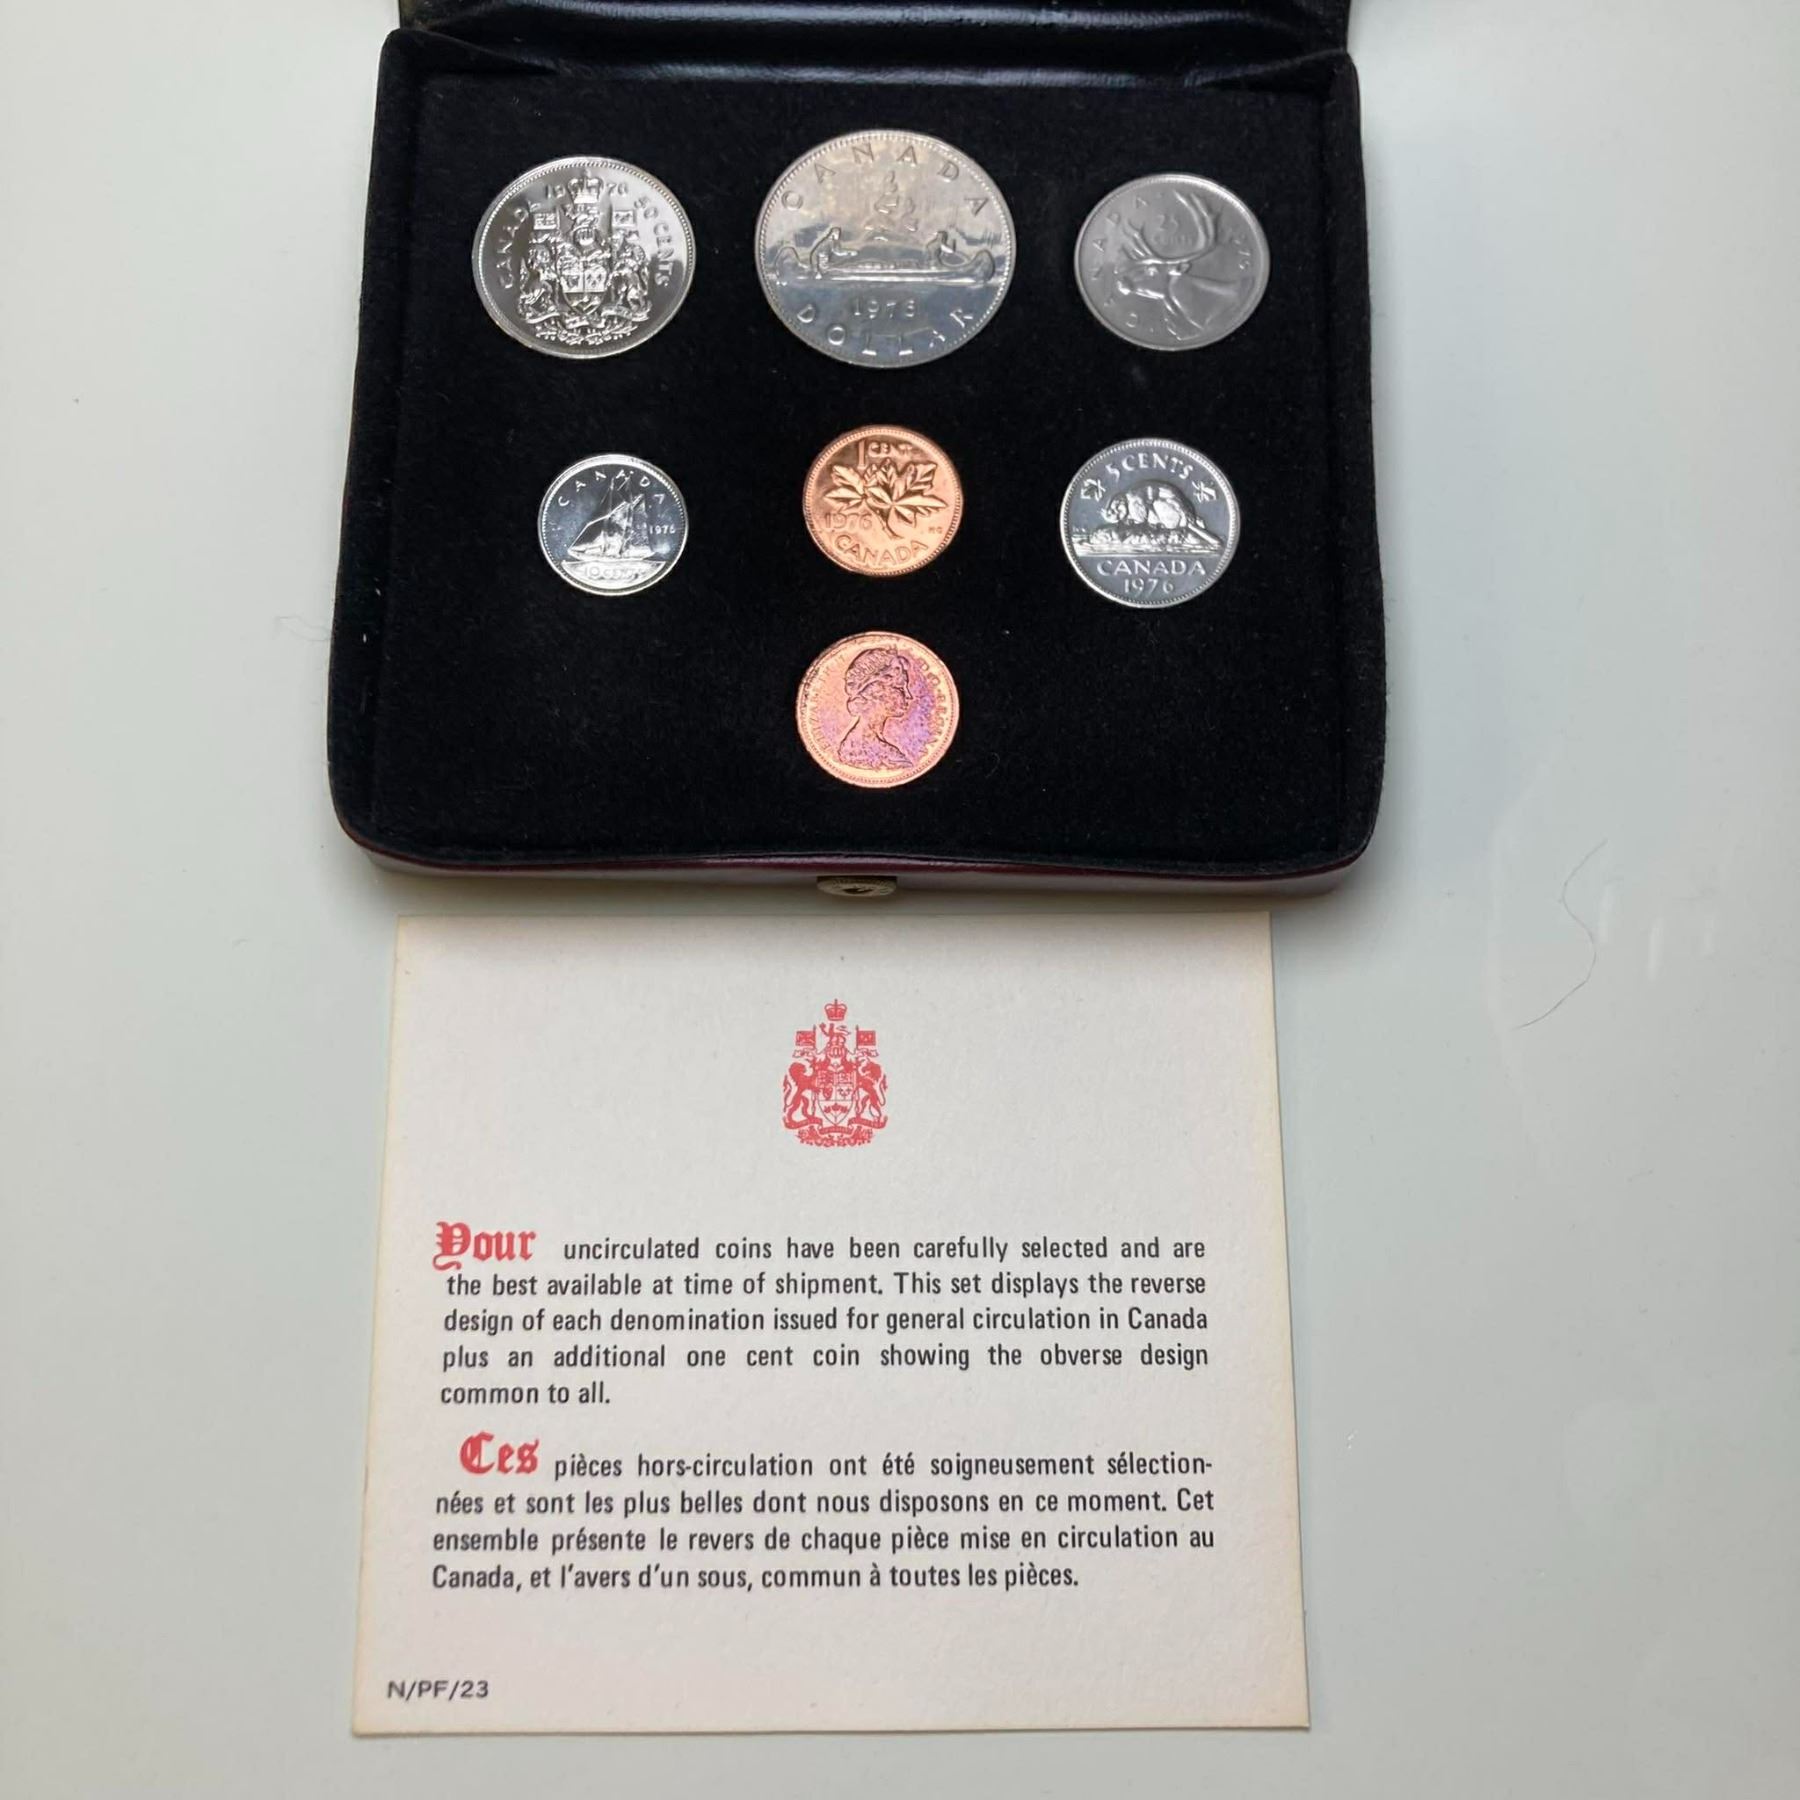 CANADA 1976 50 CENTS
CANADA
1976
DOLLAR
CANADA
25
CENTS
CANADA
1976
10 CENTS
1 CENT
1976
CANADA
5 CENTS
CANADA
1976
ELIZABETH II D·G·REGINA
Your uncirculated coins have been carefully selected and are
the best available at time of shipment. This set displays the reverse
design of each denomination issued for general circulation in Canada
plus an additional one cent coin showing the obverse design
common to all.
Ces pièces hors-circulation ont été soigneusement sélection-
nées et sont les plus belles dont nous disposons en ce moment. Cet
ensemble présente le revers de chaque pièce mise en circulation au
Canada, et l'avers d'un sous, commun à toutes les pièces.
N/PF/23